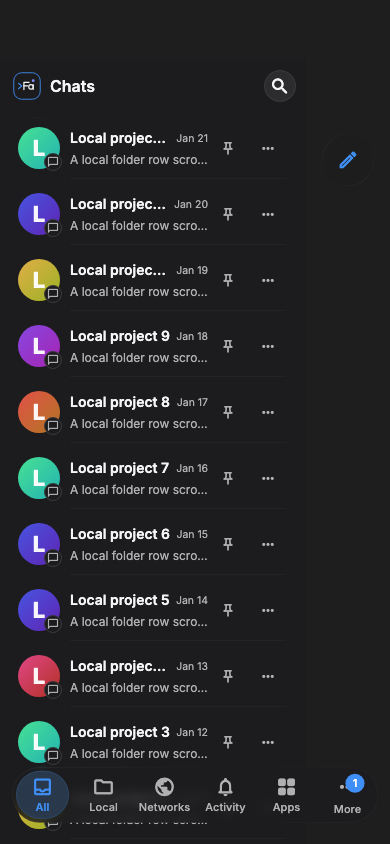 >Fa
Chats
L
Local projec... Jan 21
A local folder row scro...
L
Local projec... Jan 20
A local folder row scro...
L
Local projec... Jan 19
A local folder row scro...
L
Local project 9 Jan 18
A local folder row scro...
L
Local project 8 Jan 17
A local folder row scro...
L
Local project 7 Jan 16
A local folder row scro...
L
Local project 6 Jan 15
A local folder row scro...
L
Local project 5 Jan 14
A local folder row scro...
L
Local projec... Jan 13
A local folder row scro...
L
Local project 3 Jan 12
A local folder row scro...
1
All Local Networks Activity Apps More